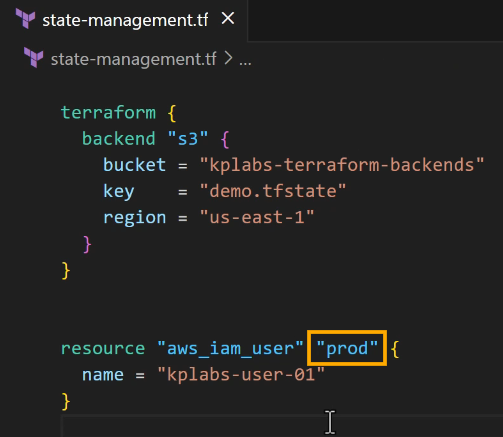 state-management.tf ×
state-management.tf > ...
terraform {
backend "s3" {
bucket = "kplabs-terraform-backends"
key = "demo.tfstate"
region = "us-east-1"
}
}
resource "aws_iam_user" "prod" {
name = "kplabs-user-01"
}